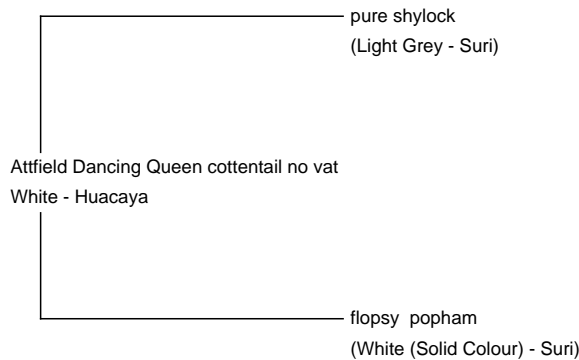 pure shylock
(Light Grey - Suri)
Attfield Dancing Queen cottentail no vat
White - Huacaya
flopsy  popham
(White (Solid Colour) - Suri)